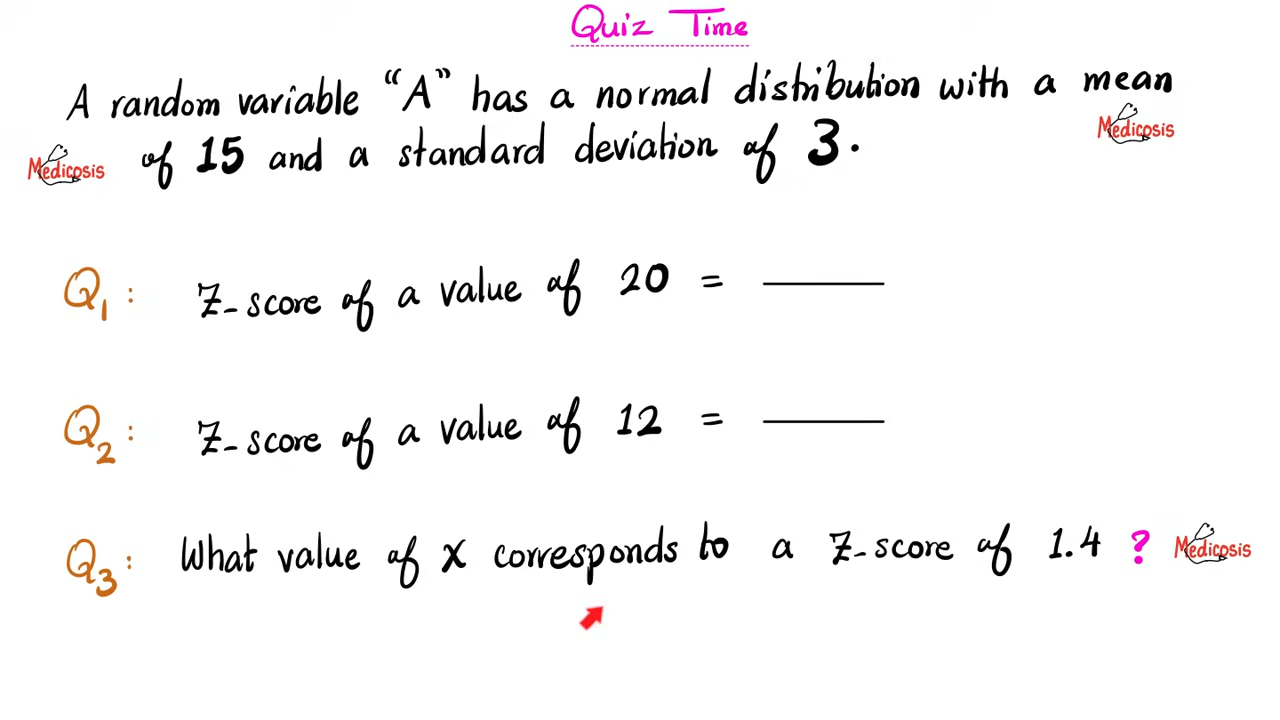 Quiz Time
A random variable "A" has a normal distribution with a mean
Medicosis
Medicosis
of 15 and a standard deviation of 3.
Q1: Z-score of a value of 20 = ______
Q2: Z-score of a value of 12 = ______
Q3: What value of x corresponds to a Z-score of 1.4 ?
Medicosis